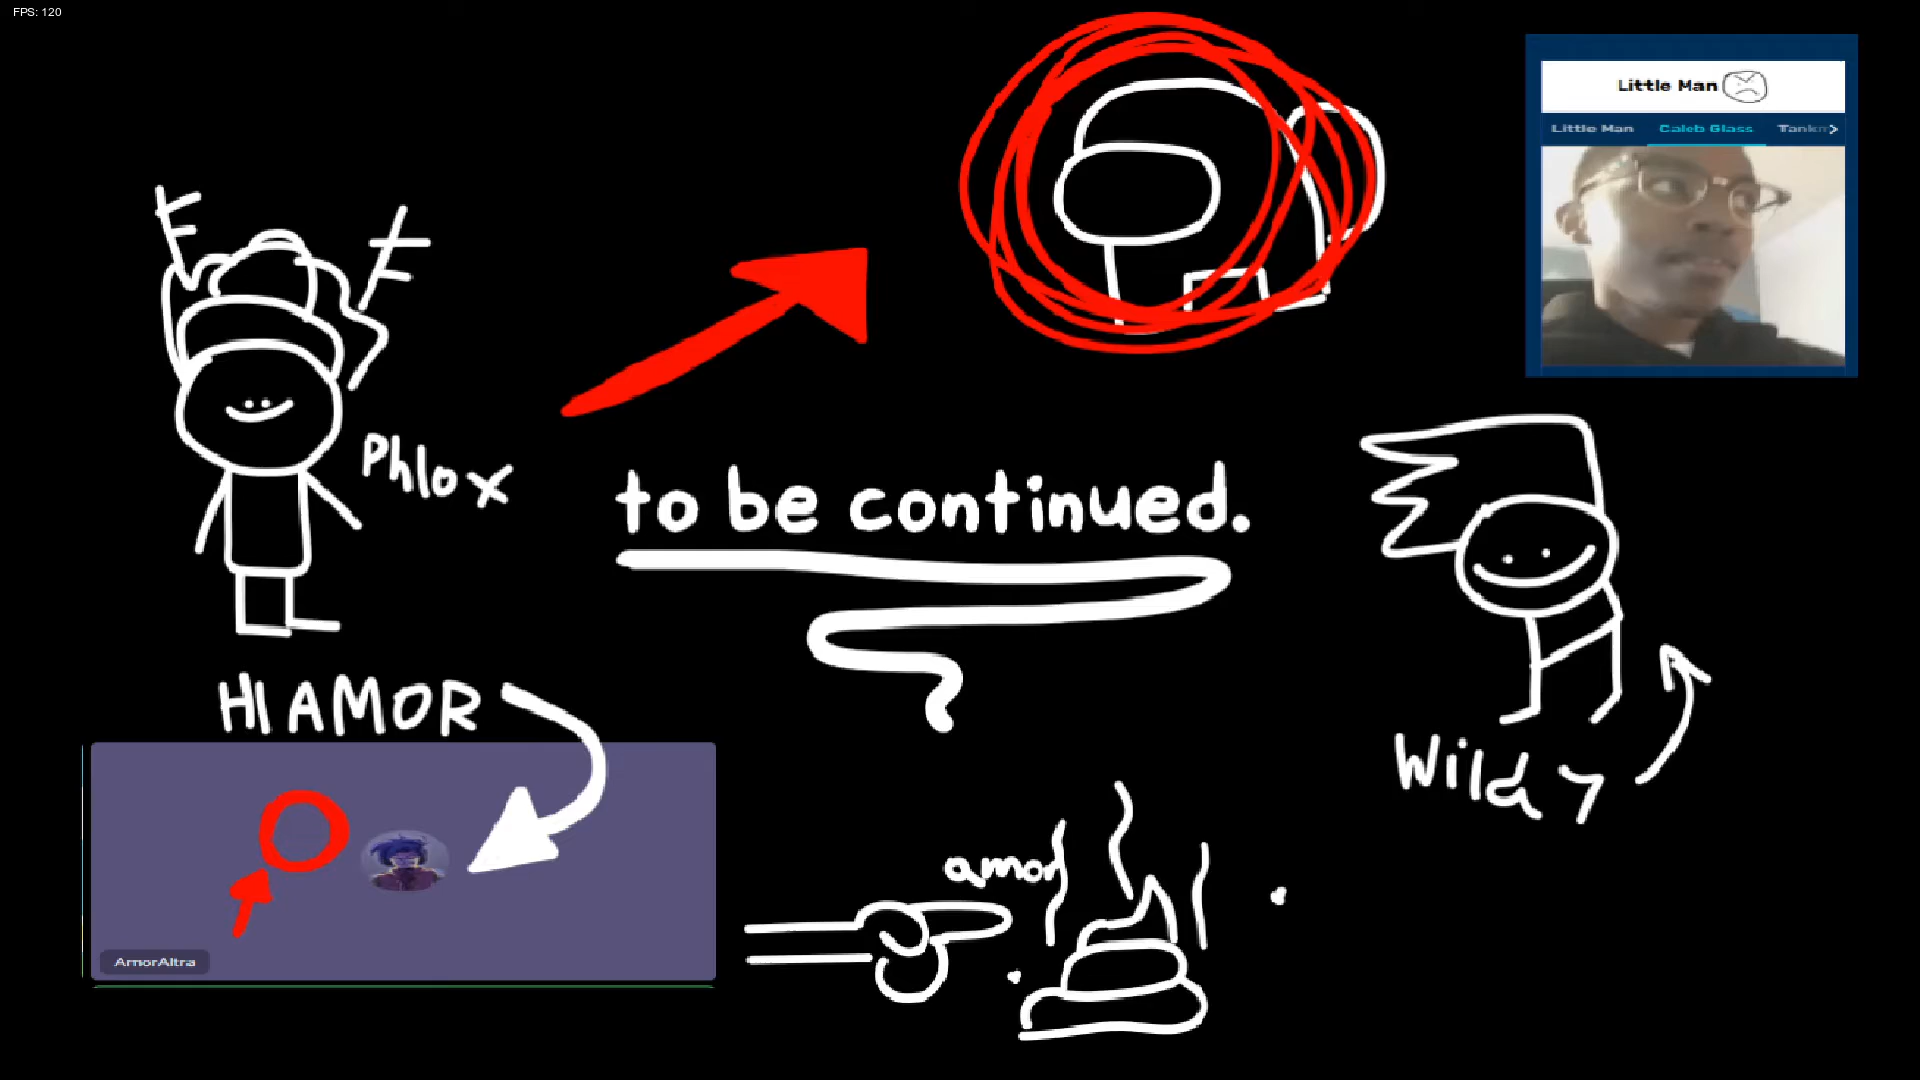 FPS: 120
Little Man
Little Man Caleb Glass
Phlox
to be continued.
HI AMOR
Wildy
amor
AmorAltra